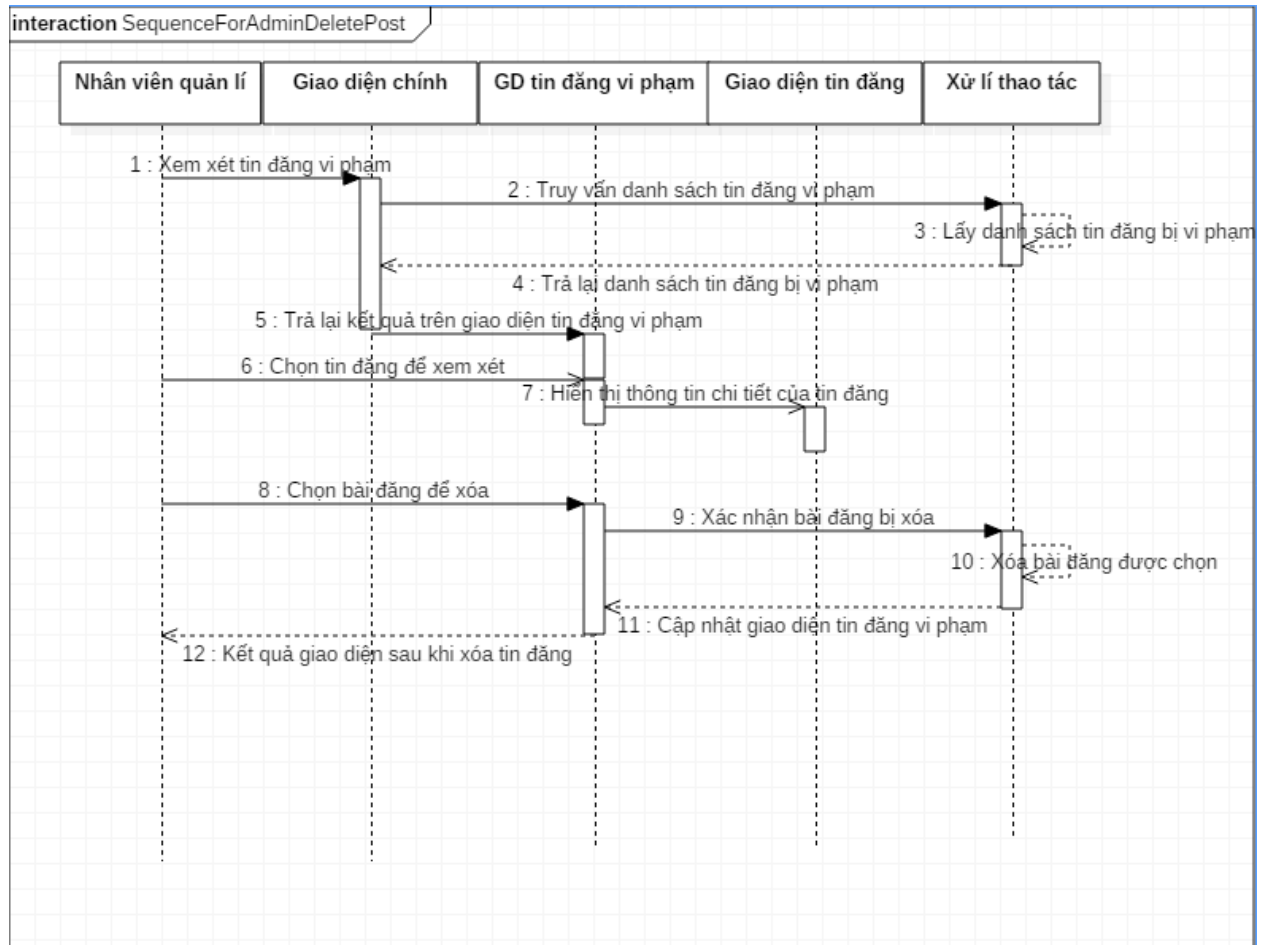 interaction SequenceForAdminDeletePost
Nhân viên quản lí
Giao diện chính
GD tin đăng vi phạm
Giao diện tin đăng
Xử lí thao tác
1 : Xem xét tin đăng vi phạm
2 : Truy vấn danh sách tin đăng vi phạm
3 : Lấy danh sách tin đăng bị vi phạm
4 : Trả lại danh sách tin đăng bị vi phạm
5 : Trả lại kết quả trên giao diện tin đăng vi phạm
6 : Chọn tin đăng để xem xét
7 : Hiển thị thông tin chi tiết của tin đăng
8 : Chọn bài đăng để xóa
9 : Xác nhận bài đăng bị xóa
10 : Xóa bài đăng được chọn
11 : Cập nhật giao diện tin đăng vi phạm
12 : Kết quả giao diện sau khi xóa tin đăng